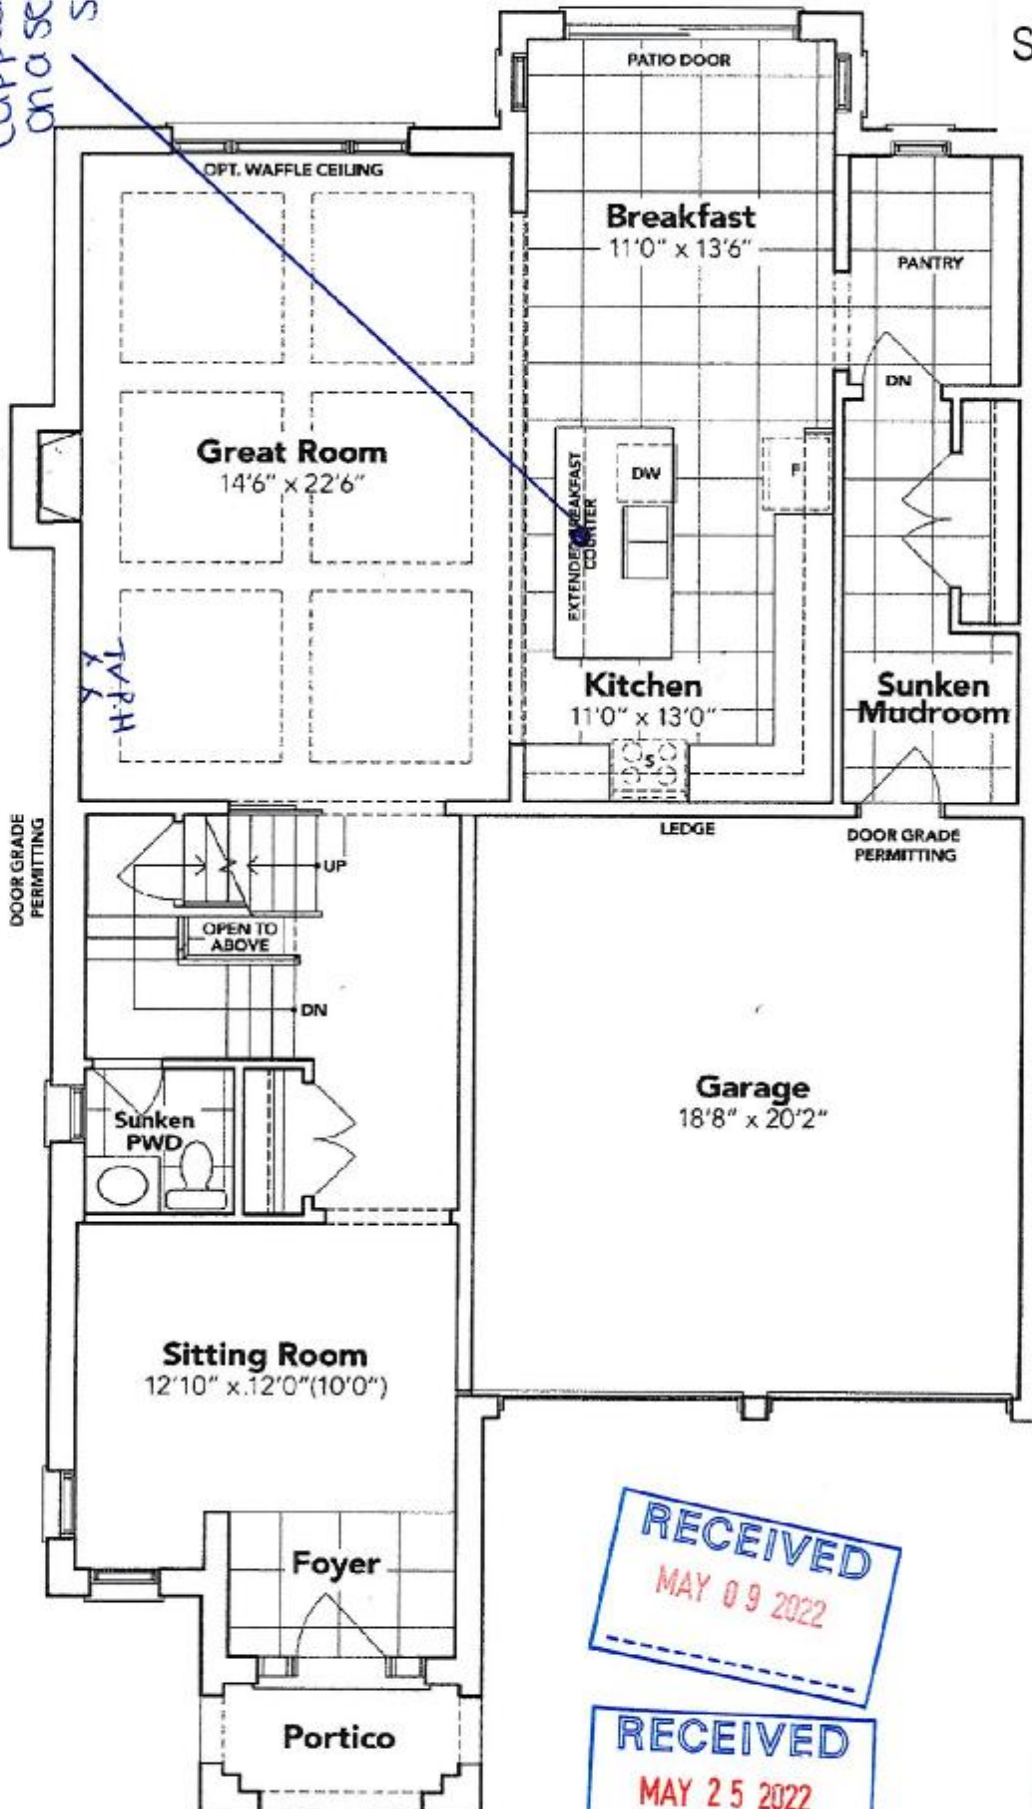 on a se
S
PATIO DOOR
OPT. WAFFLE CEILING
Breakfast
11'0" x 13'6"
PANTRY
DN
Great Room
14'6" x 22'6"
EXTENDED BREAKFAST
COUNTER
DW
F
TV R.H
x x
Kitchen
11'0" x 13'0"
S
Sunken
Mudroom
LEDGE
DOOR GRADE
PERMITTING
DOOR GRADE
PERMITTING
UP
OPEN TO
ABOVE
DN
Sunken
PWD
Garage
18'8" x 20'2"
Sitting Room
12'10" x 12'0"(10'0")
Foyer
Portico
RECEIVED
MAY 09 2022
RECEIVED
MAY 25 2022